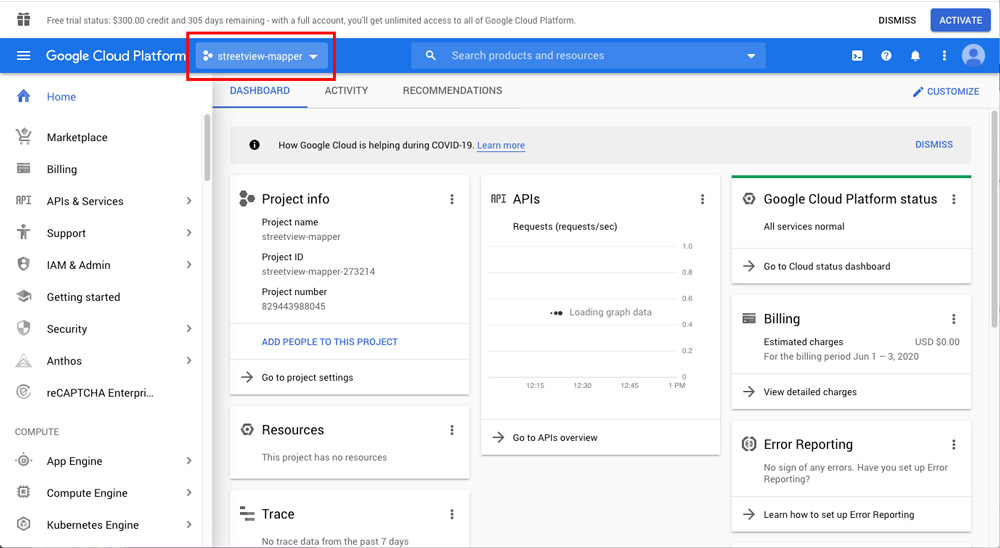 Free trial status: $300.00 credit and 305 days remaining - with a full account, you'll get unlimited access to all of Google Cloud Platform.
DISMISS
ACTIVATE
Google Cloud Platform
streetview-mapper
Search products and resources
Home
Marketplace
Billing
API
APIs & Services
Support
IAM & Admin
Getting started
Security
Anthos
reCAPTCHA Enterpri...
COMPUTE
App Engine
Compute Engine
Kubernetes Engine
DASHBOARD
ACTIVITY
RECOMMENDATIONS
CUSTOMIZE
How Google Cloud is helping during COVID-19. Learn more
DISMISS
Project info
Project name
streetview-mapper
Project ID
streetview-mapper-273214
Project number
829443988045
ADD PEOPLE TO THIS PROJECT
Go to project settings
Resources
This project has no resources
Trace
No trace data from the past 7 days
API
APIs
Requests (requests/sec)
1.0
0.8
0.6
Loading graph data
0.4
0.2
0
12:15
12:30
12:45
1 PM
Go to APIs overview
Google Cloud Platform status
All services normal
Go to Cloud status dashboard
Billing
Estimated charges
USD $0.00
For the billing period Jun 1 – 3, 2020
View detailed charges
Error Reporting
No sign of any errors. Have you set up Error
Reporting?
Learn how to set up Error Reporting